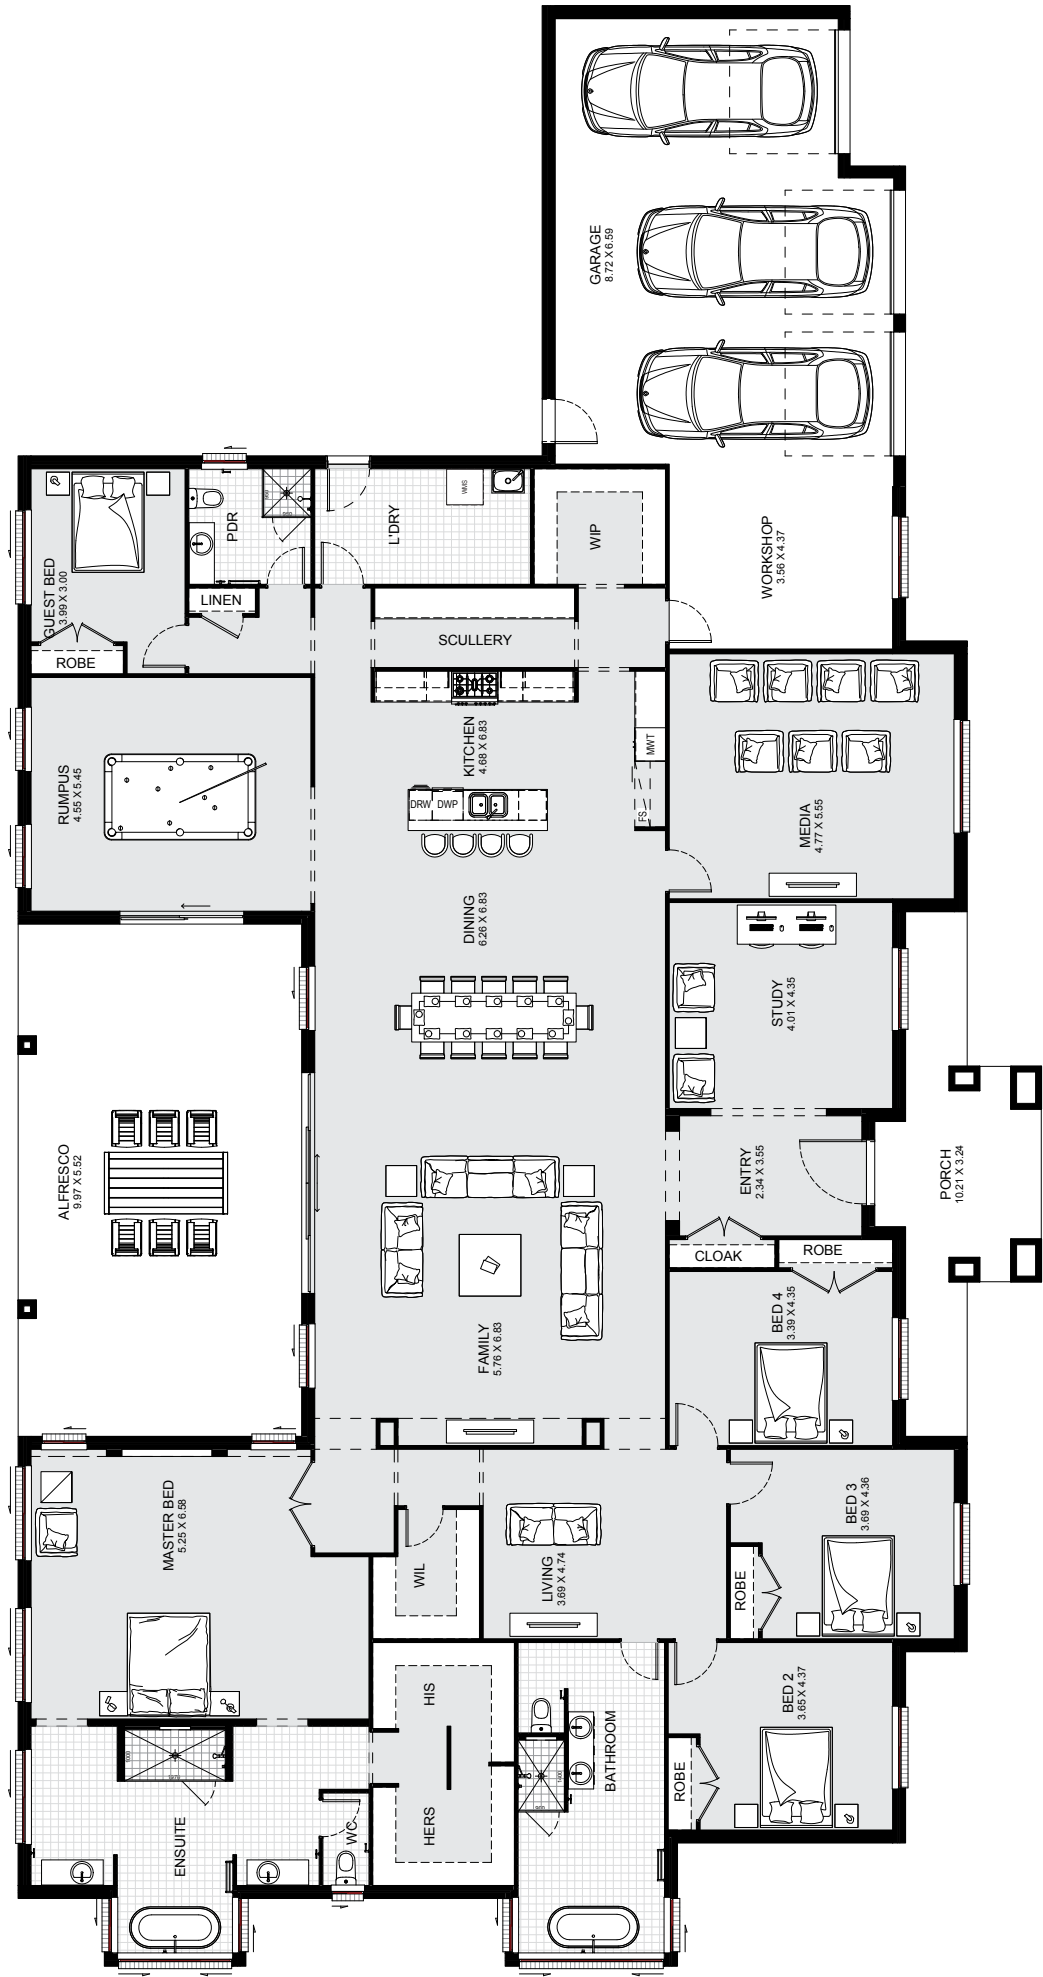 GARAGE
8.72 X 6.59
WORKSHOP
3.56 X 4.37
GUEST BED
3.99 X 3.00
ROBE
PDR
LINEN
L'DRY
WMS
WIP
SCULLERY
RUMPUS
4.55 X 5.45
KITCHEN
4.68 X 6.83
DRW
DWP
MWT
FS
MEDIA
4.77 X 5.55
DINING
6.26 X 6.83
STUDY
4.01 X 4.35
ALFRESCO
9.97 X 5.52
ENTRY
2.34 X 3.55
PORCH
10.21 X 3.24
CLOAK
ROBE
FAMILY
5.76 X 6.83
BED 4
3.39 X 4.35
MASTER BED
5.25 X 6.58
WIL
LIVING
3.69 X 4.74
BED 3
3.69 X 4.36
ROBE
HIS
HERS
BATHROOM
BED 2
3.65 X 4.37
ROBE
ENSUITE
WC